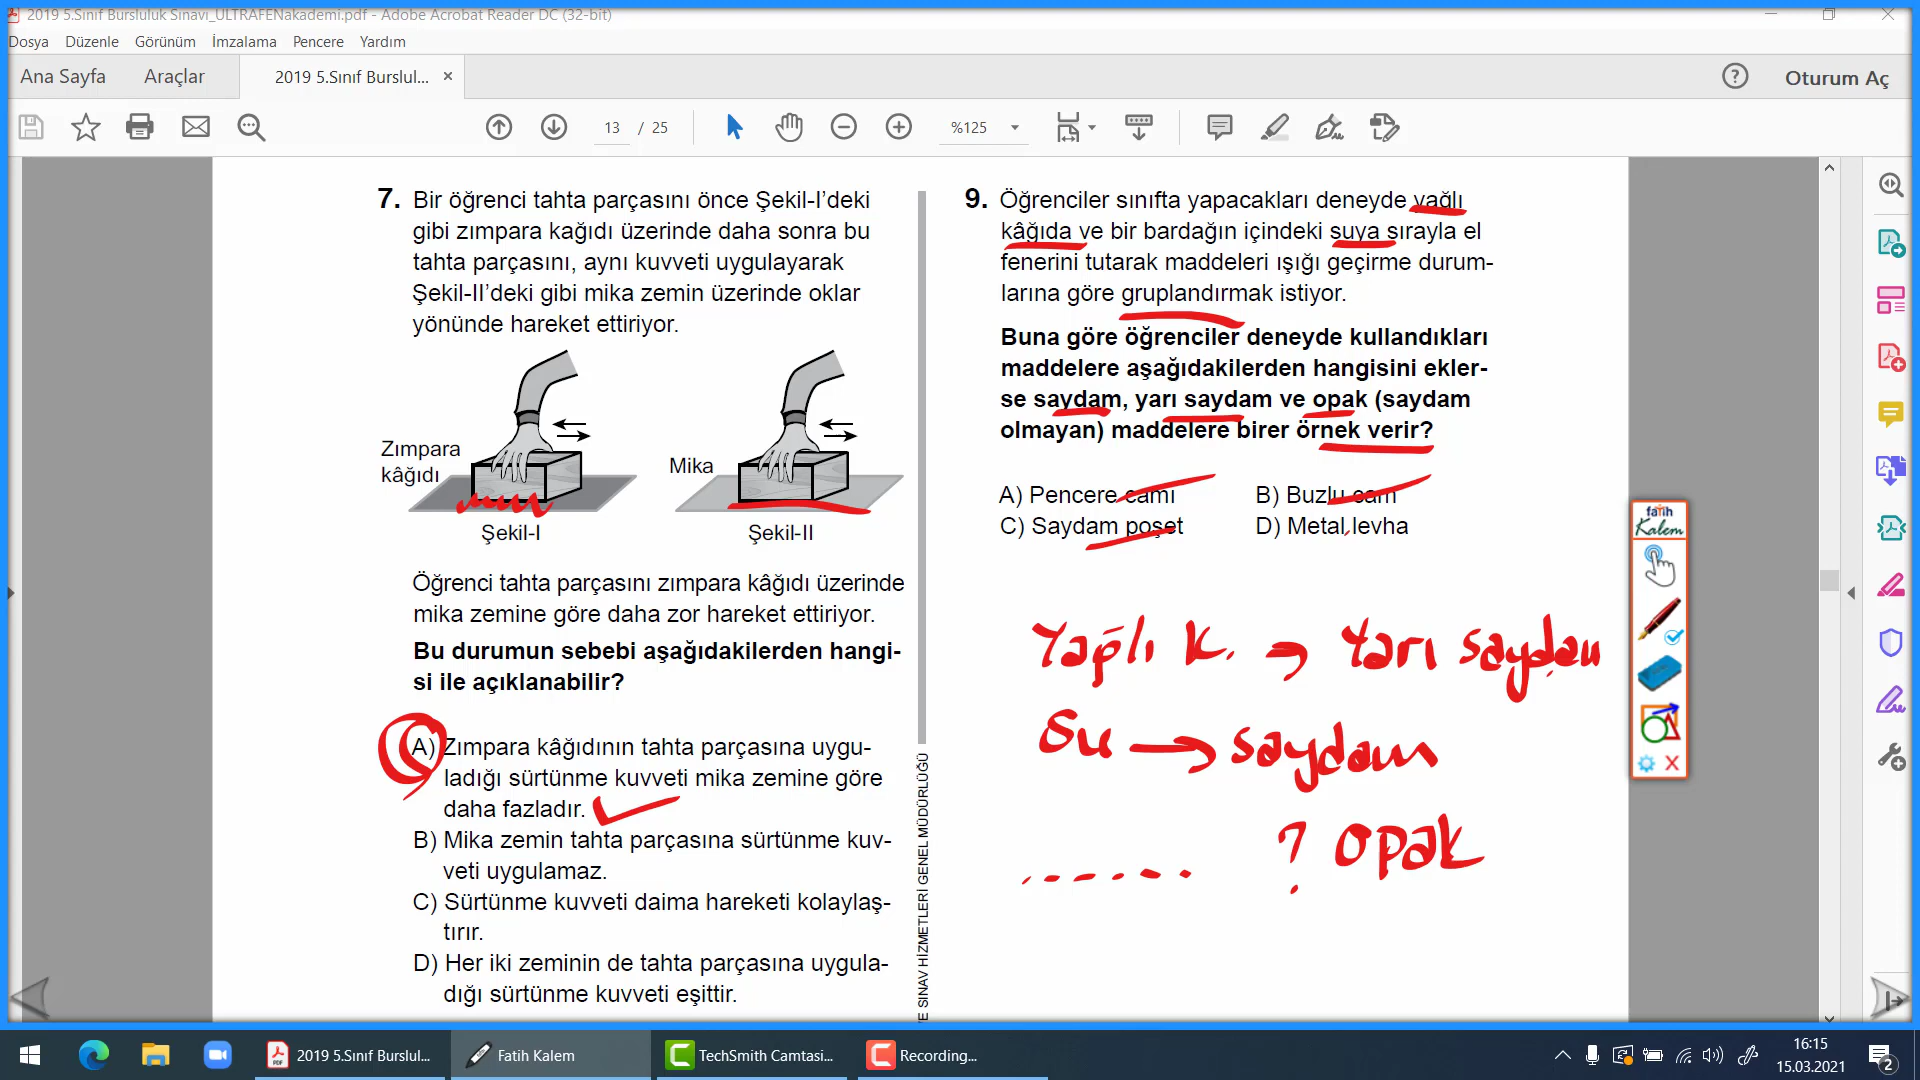 2019 5.Sınıf Bursluluk Sınavı_ULTRAFENakademi.pdf - Adobe Acrobat Reader DC (32-bit)
Dosya Düzenle Görünüm İmzalama Pencere Yardım
Ana Sayfa Araçlar 2019 5.Sınıf Burslul... × Oturum Aç
13 / 25 %125
7. Bir öğrenci tahta parçasını önce Şekil-I’deki
gibi zımpara kağıdı üzerinde daha sonra bu
tahta parçasını, aynı kuvveti uygulayarak
Şekil-II’deki gibi mika zemin üzerinde oklar
yönünde hareket ettiriyor.
Zımpara
kâğıdı
Mika
Şekil-I
Şekil-II
Öğrenci tahta parçasını zımpara kâğıdı üzerinde
mika zemine göre daha zor hareket ettiriyor.
Bu durumun sebebi aşağıdakilerden hangi-
si ile açıklanabilir?
A) Zımpara kâğıdının tahta parçasına uygu-
ladığı sürtünme kuvveti mika zemine göre
daha fazladır.
B) Mika zemin tahta parçasına sürtünme kuv-
veti uygulamaz.
C) Sürtünme kuvveti daima hareketi kolaylaş-
tırır.
D) Her iki zeminin de tahta parçasına uygula-
dığı sürtünme kuvveti eşittir.
VE SINAV HİZMETLERİ GENEL MÜDÜRLÜĞÜ
9. Öğrenciler sınıfta yapacakları deneyde yağlı
kâğıda ve bir bardağın içindeki suya sırayla el
fenerini tutarak maddeleri ışığı geçirme durum-
larına göre gruplandırmak istiyor.
Buna göre öğrenciler deneyde kullandıkları
maddelere aşağıdakilerden hangisini ekler-
se saydam, yarı saydam ve opak (saydam
olmayan) maddelere birer örnek verir?
A) Pencere camı B) Buzlu cam
C) Saydam poşet D) Metal levha
Yağlı K. → Yarı saydam
Su → saydam
...... ? opak
fatih
Kalem
X
2019 5.Sınıf Burslul... Fatih Kalem TechSmith Camtasi... Recording...
16:15
15.03.2021
2